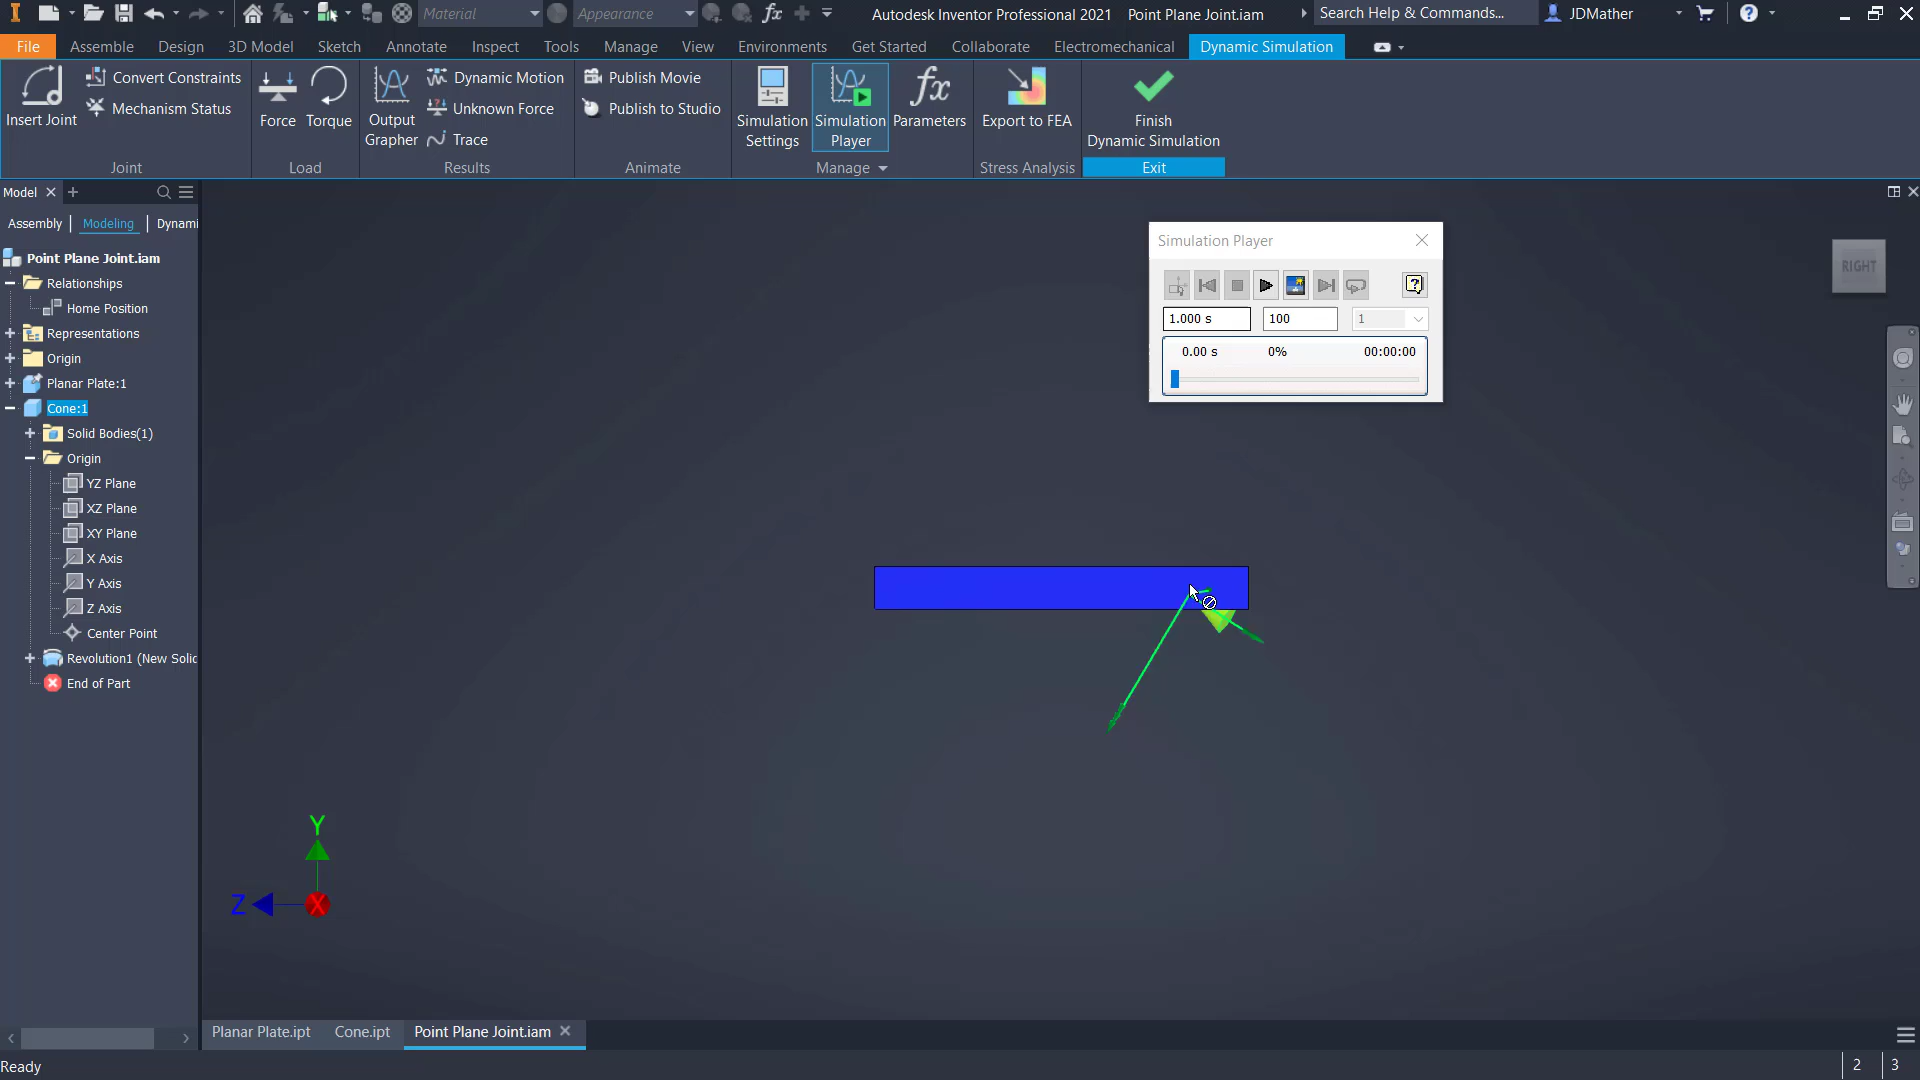 Material
Appearance
fx
Autodesk Inventor Professional 2021 Point Plane Joint.iam
Search Help & Commands...
JDMather
File Assemble Design 3D Model Sketch Annotate Inspect Tools Manage View Environments Get Started Collaborate Electromechanical Dynamic Simulation
Insert Joint
Convert Constraints
Mechanism Status
Joint
Force
Torque
Load
Output
Grapher
Dynamic Motion
Unknown Force
Trace
Results
Publish Movie
Publish to Studio
Animate
Simulation
Settings
Simulation
Player
fx
Parameters
Manage
Export to FEA
Stress Analysis
Finish
Dynamic Simulation
Exit
Model
Assembly Modeling Dynami
Point Plane Joint.iam
Relationships
Home Position
Representations
Origin
Planar Plate:1
Cone:1
Solid Bodies(1)
Origin
YZ Plane
XZ Plane
XY Plane
X Axis
Y Axis
Z Axis
Center Point
Revolution1 (New Solid
End of Part
Simulation Player
1.000 s 100 1
0.00 s 0% 00:00:00
RIGHT
Y
Z
X
Planar Plate.ipt Cone.ipt Point Plane Joint.iam
Ready
2 3